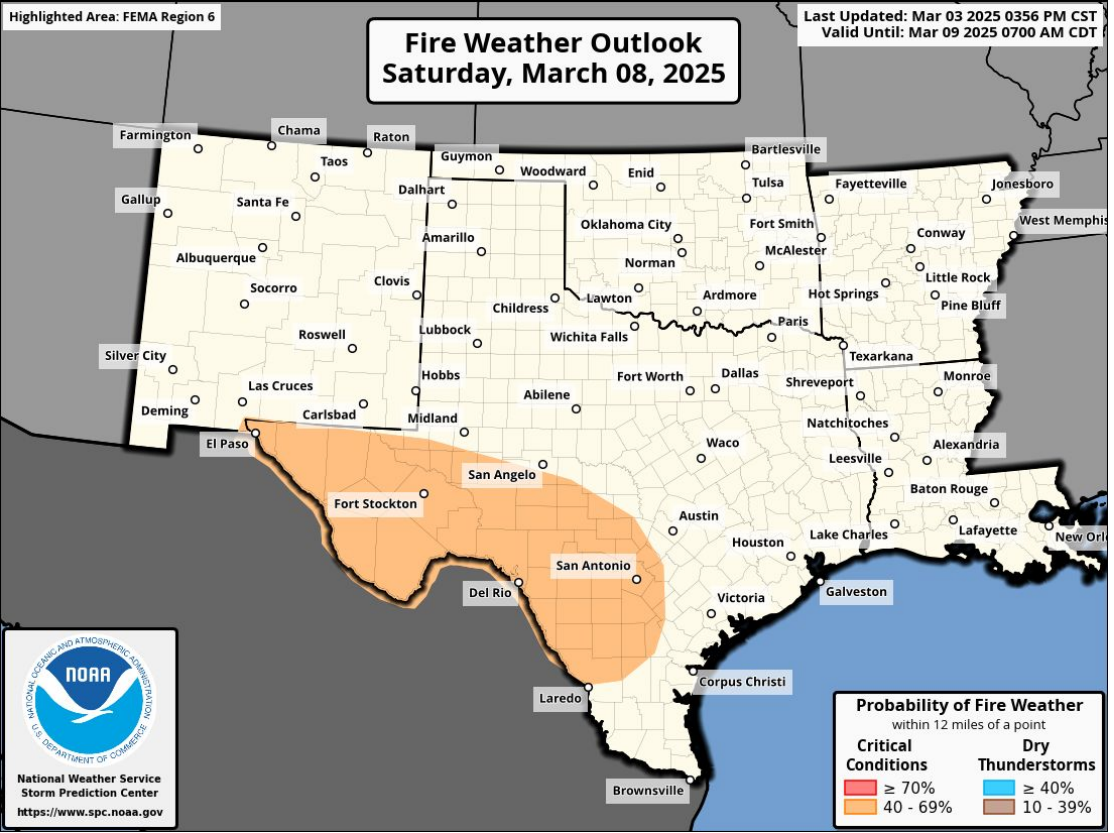 Highlighted Area: FEMA Region 6
Fire Weather Outlook
Saturday, March 08, 2025
Last Updated: Mar 03 2025 0356 PM CST
Valid Until: Mar 09 2025 0700 AM CDT
Farmington
Chama
Raton
Taos
Guymon
Woodward
Enid
Bartlesville
Tulsa
Fayetteville
Jonesboro
Gallup
Santa Fe
Dalhart
Oklahoma City
Fort Smith
West Memphis
Albuquerque
Amarillo
Norman
McAlester
Conway
Socorro
Clovis
Childress
Lawton
Ardmore
Hot Springs
Little Rock
Pine Bluff
Roswell
Lubbock
Wichita Falls
Paris
Silver City
Texarkana
Las Cruces
Hobbs
Abilene
Fort Worth
Dallas
Shreveport
Monroe
Deming
Carlsbad
Midland
Natchitoches
El Paso
Waco
Leesville
Alexandria
San Angelo
Fort Stockton
Austin
Baton Rouge
Houston
Lake Charles
Lafayette
New Orl
San Antonio
Del Rio
Victoria
Galveston
Laredo
Corpus Christi
Brownsville
NATIONAL OCEANIC AND ATMOSPHERIC ADMINISTRATION
NOAA
U.S. DEPARTMENT OF COMMERCE
National Weather Service
Storm Prediction Center
https://www.spc.noaa.gov
Probability of Fire Weather
within 12 miles of a point
Critical Conditions
≥ 70%
40 - 69%
Dry Thunderstorms
≥ 40%
10 - 39%